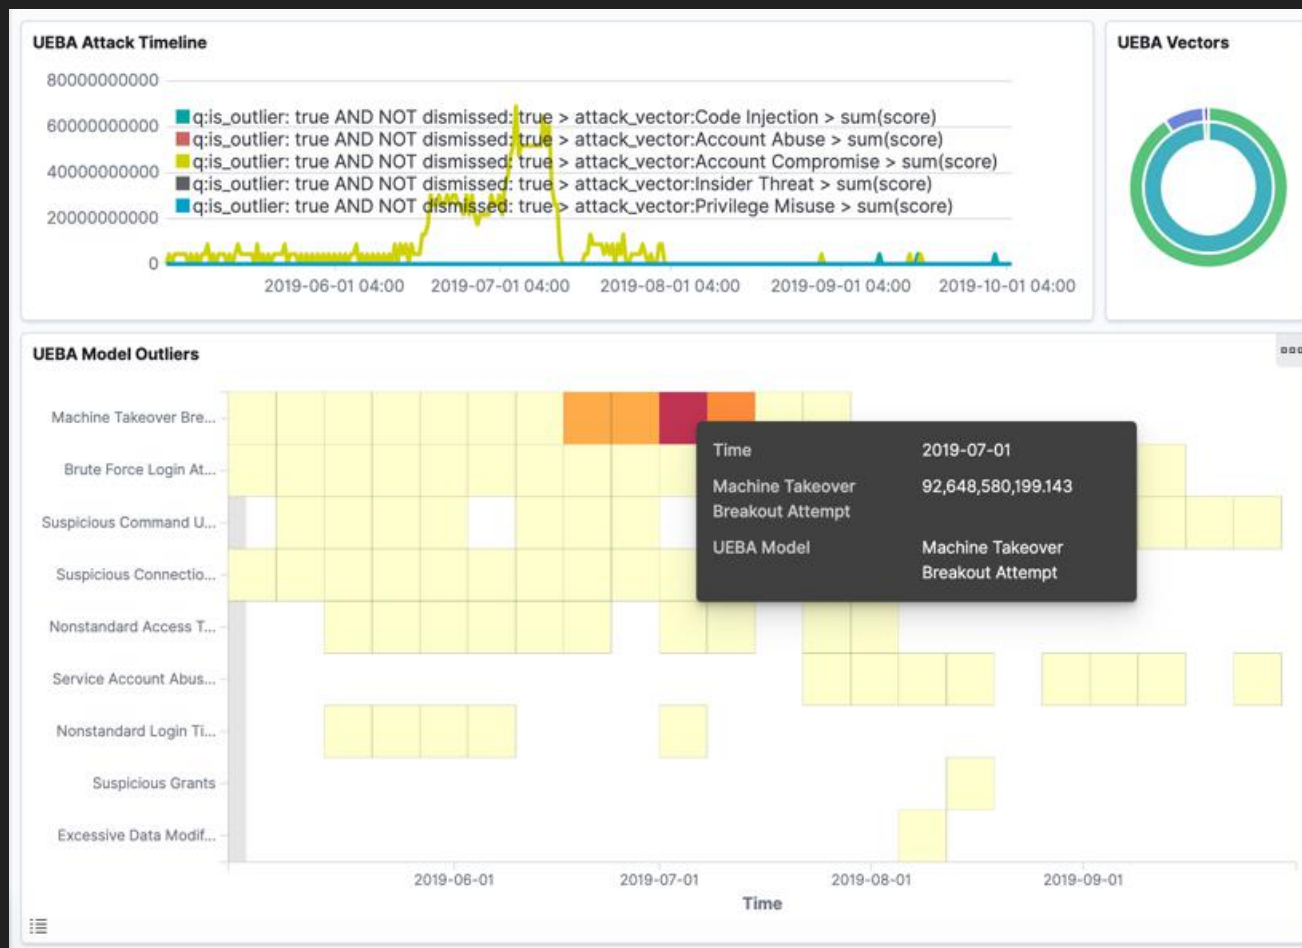 UEBA Attack Timeline
UEBA Vectors
80000000000
60000000000
40000000000
20000000000
0
q:is_outlier: true AND NOT dismissed: true > attack_vector:Code Injection > sum(score)
q:is_outlier: true AND NOT dismissed: true > attack_vector:Account Abuse > sum(score)
q:is_outlier: true AND NOT dismissed: true > attack_vector:Account Compromise > sum(score)
q:is_outlier: true AND NOT dismissed: true > attack_vector:Insider Threat > sum(score)
q:is_outlier: true AND NOT dismissed: true > attack_vector:Privilege Misuse > sum(score)
2019-06-01 04:00 2019-07-01 04:00 2019-08-01 04:00 2019-09-01 04:00 2019-10-01 04:00
UEBA Model Outliers
Machine Takeover Bre...
Brute Force Login At...
Suspicious Command U...
Suspicious Connectio...
Nonstandard Access T...
Service Account Abus...
Nonstandard Login Ti...
Suspicious Grants
Excessive Data Modif...
Time 2019-07-01
Machine Takeover 92,648,580,199.143
Breakout Attempt
UEBA Model Machine Takeover
Breakout Attempt
2019-06-01 2019-07-01 2019-08-01 2019-09-01
Time